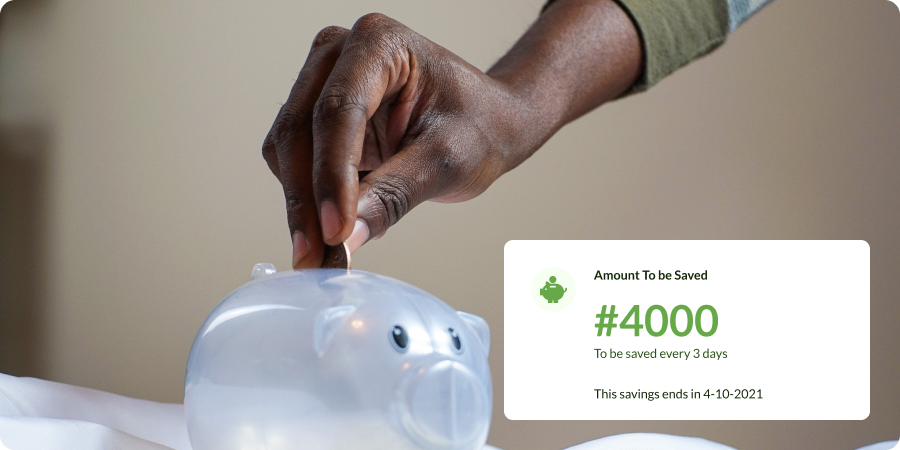 Amount To be Saved
#4000
To be saved every 3 days
This savings ends in 4-10-2021